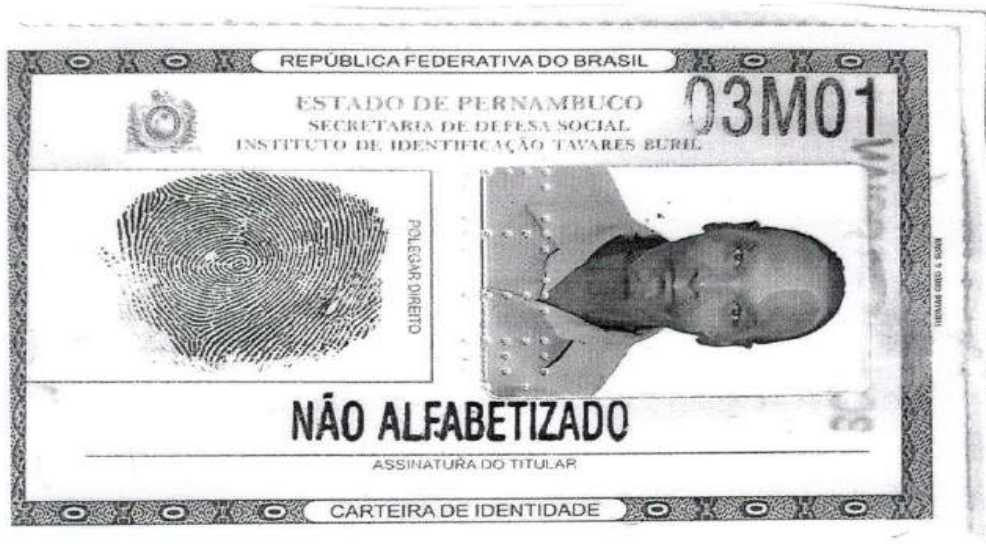 REPÚBLICA FEDERATIVA DO BRASIL
03M01
ESTADO DE PERNAMBUCO
SECRETARIA DE DEFESA SOCIAL
INSTITUTO DE IDENTIFICAÇÃO TAVARES BURIL
POLEGAR DIREITO
NÃO ALFABETIZADO
ASSINATURA DO TITULAR
CARTEIRA DE IDENTIDADE